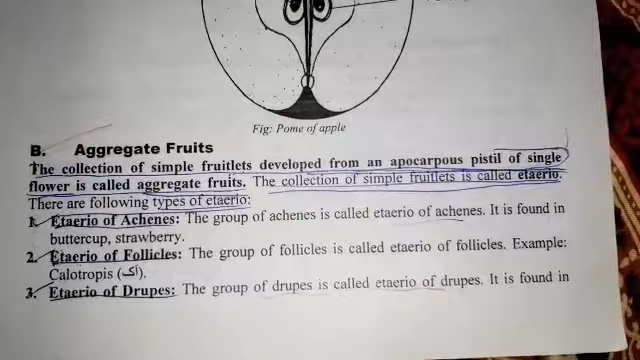 Fig: Pome of apple
B. Aggregate Fruits
The collection of simple fruitlets developed from an apocarpous pistil of single
flower is called aggregate fruits. The collection of simple fruitlets is called etaerio.
There are following types of etaerio:
1. Etaerio of Achenes: The group of achenes is called etaerio of achenes. It is found in
buttercup, strawberry.
2. Etaerio of Follicles: The group of follicles is called etaerio of follicles. Example:
Calotropis (آک).
3. Etaerio of Drupes: The group of drupes is called etaerio of drupes. It is found in